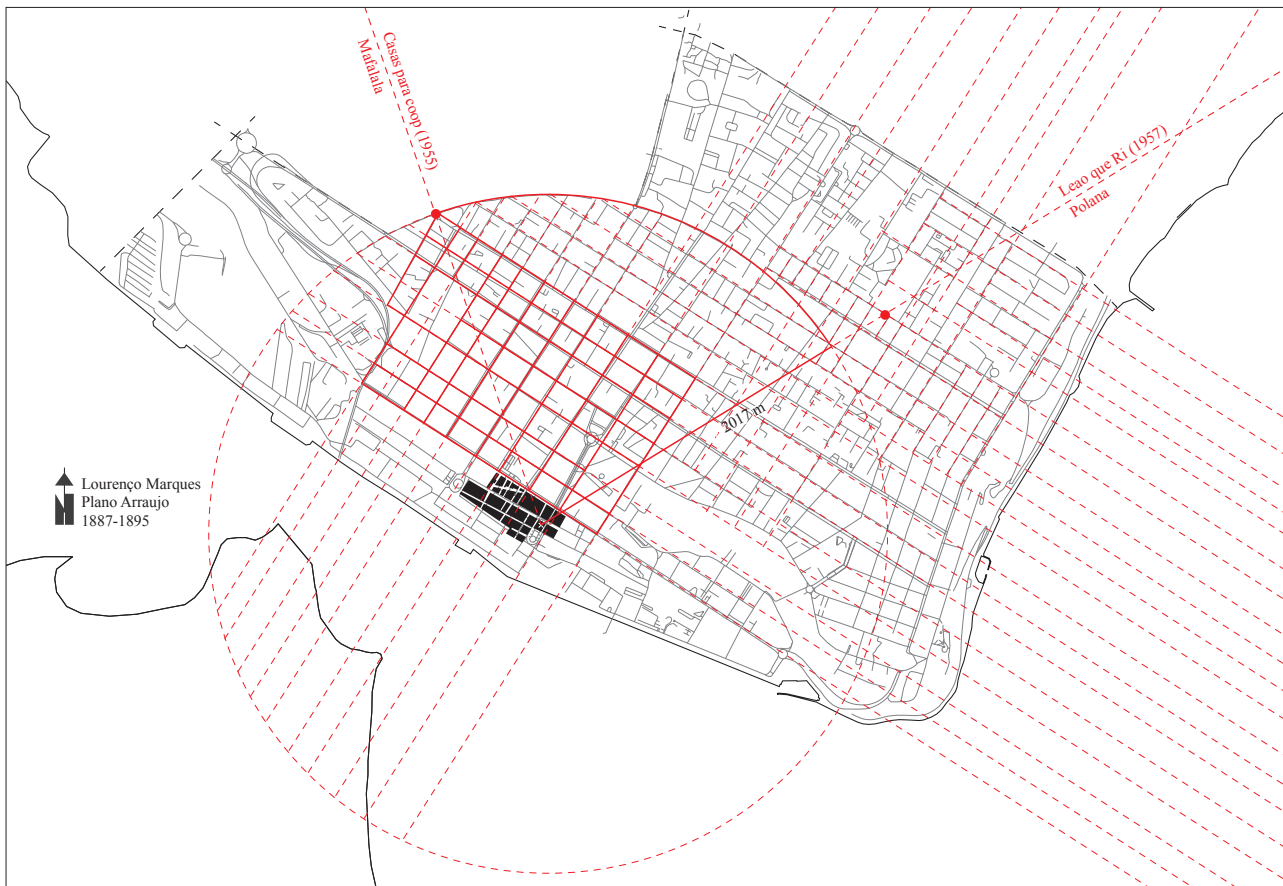 Casas para coop (1955)
Mafalala
Leao que Ri (1957)
Polana
2017 m
Lourenço Marques
Plano Arraujo
1887-1895
N